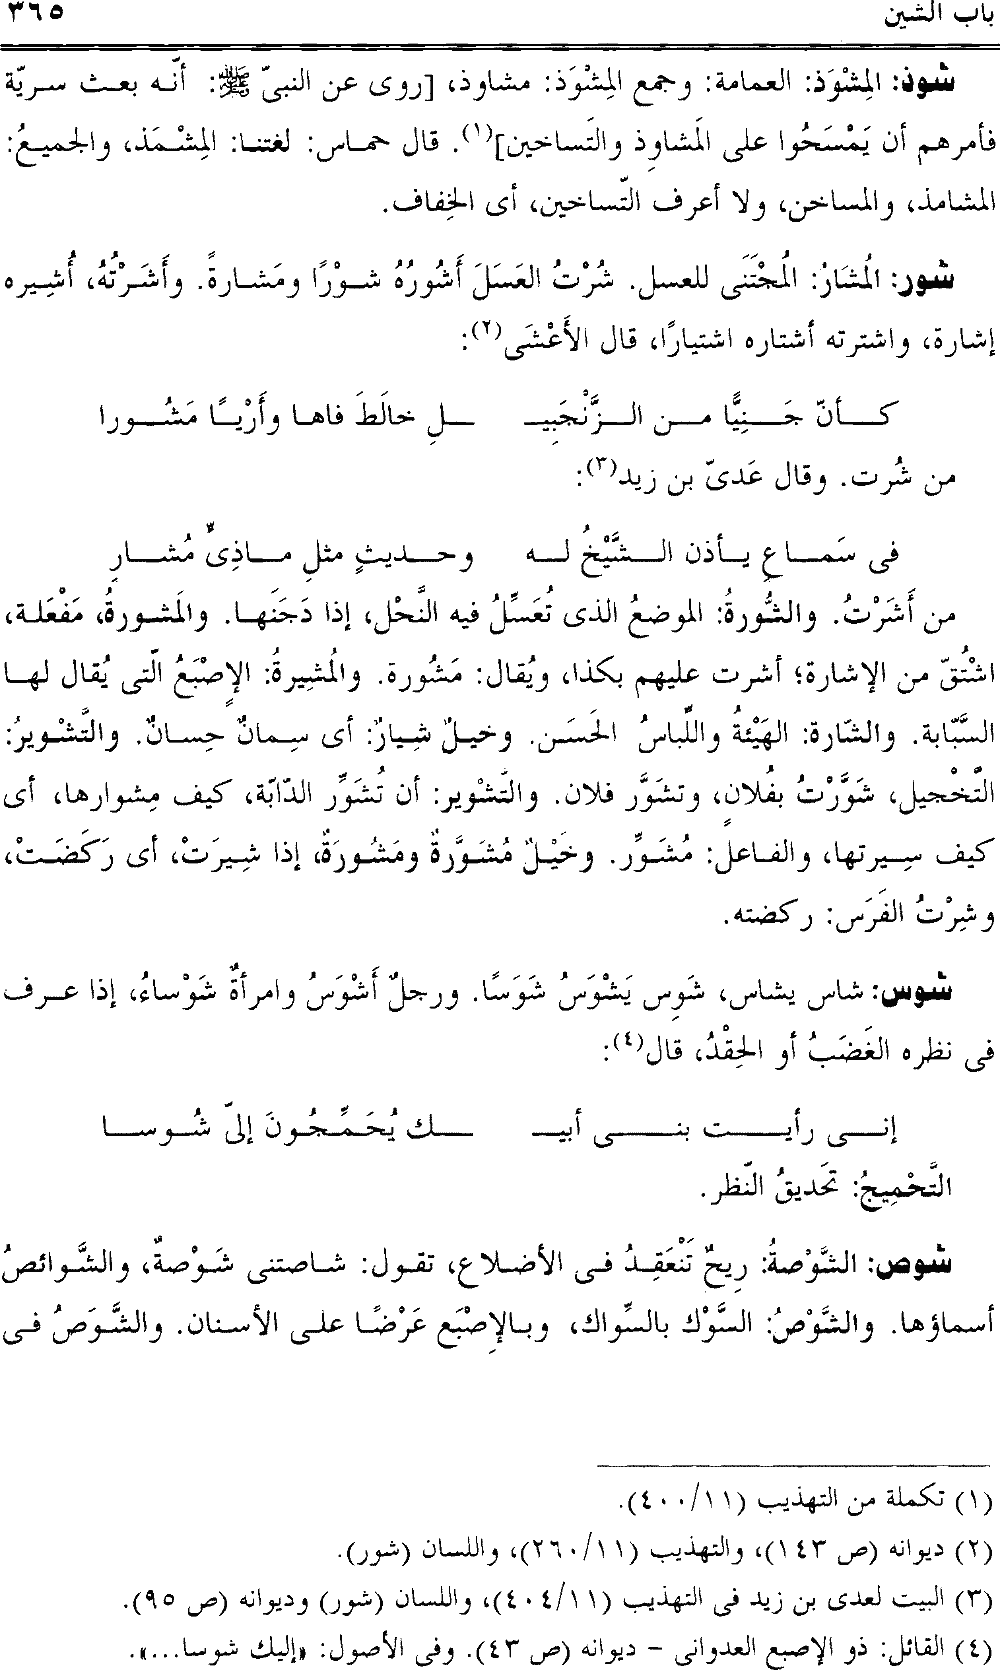 باب الشين ٣٦٥
شوذ: المِشْوَذ: العمامة: وجمع المِشْوَذ: مشاوذ، [روى عن النبىّ ﷺ: أنّه بعث سريّة
فأمرهم أن يَمْسَحُوا على المَشاوِذ والتَساخين](١). قال حماس: لغتنا: المِشْمَذ، والجميعُ:
المشامذ، والمساخن، ولا أعرف التّساخين، أى الخِفاف.
شور: المُشَارُ: المُجْتَنَى للعسل. شُرْتُ العَسَلَ أَشُورُهُ شَوْرًا ومَشارةً. وأَشَرْتُهُ، أُشِيره
إشارة، واشترته أشتاره اشتيارًا، قال الأَعْشَى(٢):
كأنّ جَنِيًّا من الزَّنْجَبِيـ ـلِ خالَطَ فاها وأَرْيًا مَشُورا
من شُرت. وقال عَدىّ بن زيد(٣):
فى سَماعٍ يأذن الشَّيْخُ له وحديثٍ مثلِ ماذِىٍّ مُشارِ
من أَشَرْتُ. والشُّورةُ: الموضعُ الذى تُعَسِّلُ فيه النَّحْل، إذا دَجَنَها. والمَشورةُ، مَفْعَلة،
اشْتُقّ من الإشارة؛ أشرت عليهم بكذا، ويُقال: مَشُورة. والمُشِيرةُ: الإصْبَعُ الّتى يُقال لها
السَّبّابة. والشّارة: الهَيْئةُ واللِّباسُ الحَسَن. وخيلٌ شِيارٌ: أى سِمانٌ حِسانٌ. والتَّشْويرُ:
التَّخْجيل، شَوَّرْتُ بفُلانٍ، وتشوَّر فلان. والتَّشْوير: أن تُشوِّر الدّابّة، كيف مِشوارها، أى
كيف سِيرتها، والفاعل: مُشَوِّر. وخَيْلٌ مُشَوَّرةٌ ومَشُورَةٌ، إذا شِيرَتْ، أى رَكَضَتْ،
وشِرْتُ الفَرَس: ركضته.
شوس: شاس يشاس، شَوِس يَشْوَسُ شَوَسًا. ورجلٌ أَشْوَسُ وامرأةٌ شَوْساءُ، إذا عرف
فى نظره الغَضَبُ أو الحِقْدُ، قال(٤):
إنى رأيت بنى أبيـ ـك يُحَمِّجُونَ إلىّ شُوسا
التَّحْمِيجُ: تحَديقُ النّظر.
شوص: الشَّوْصةُ: رِيحٌ تَنْعَقِدُ فى الأضلاع، تقول: شاصتنى شَوْصةٌ، والشَّوائصُ
أسماؤها. والشَّوْصُ: السَّوْك بالسِّواك، وبالإصْبَع عَرْضًا على الأسنان. والشَّوَصُ فى
(١) تكملة من التهذيب (٤٠٠/١١).
(٢) ديوانه (ص ١٤٣)، والتهذيب (٢٦٠/١١)، واللسان (شور).
(٣) البيت لعدى بن زيد فى التهذيب (٤٠٤/١١)، واللسان (شور) وديوانه (ص ٩٥).
(٤) القائل: ذو الإصبع العدوانى – ديوانه (ص ٤٣). وفى الأصول: «إليك شوسا...».